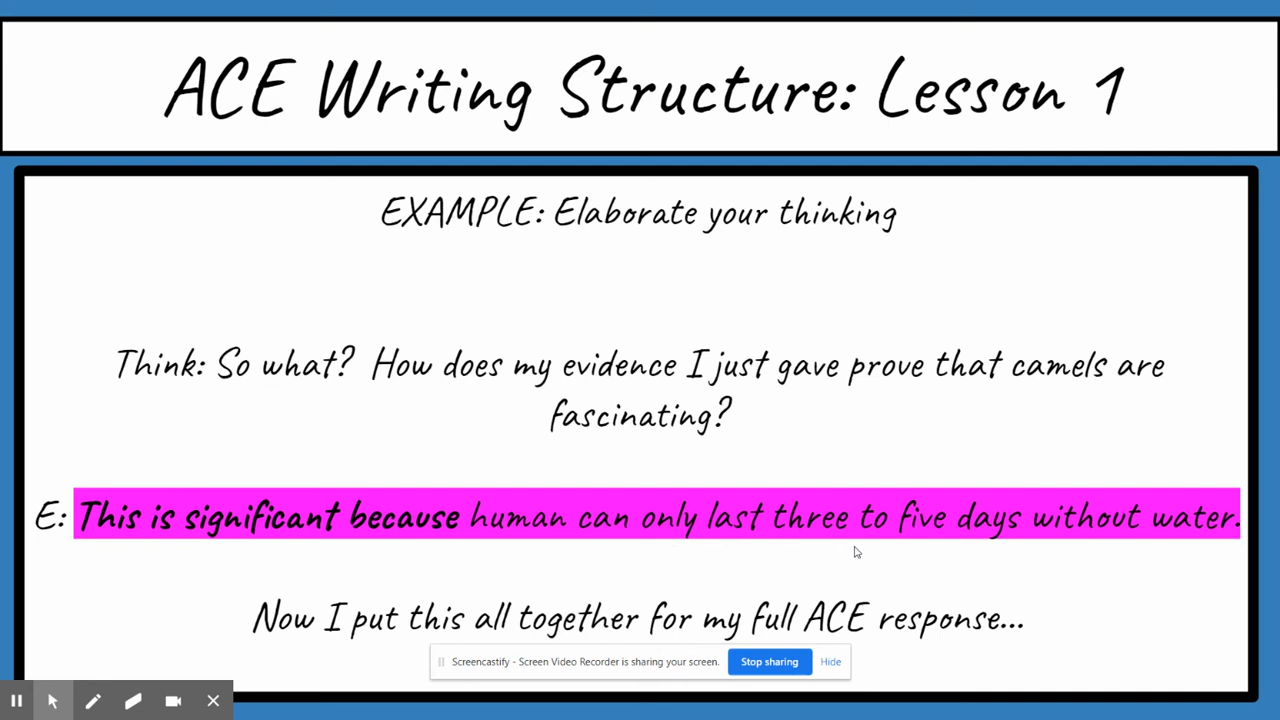 ACE Writing Structure: Lesson 1
EXAMPLE: Elaborate your thinking
Think: So what? How does my evidence I just gave prove that camels are
fascinating?
E: This is significant because human can only last three to five days without water.
Now I put this all together for my full ACE response...
Screencastify - Screen Video Recorder is sharing your screen. Stop sharing Hide